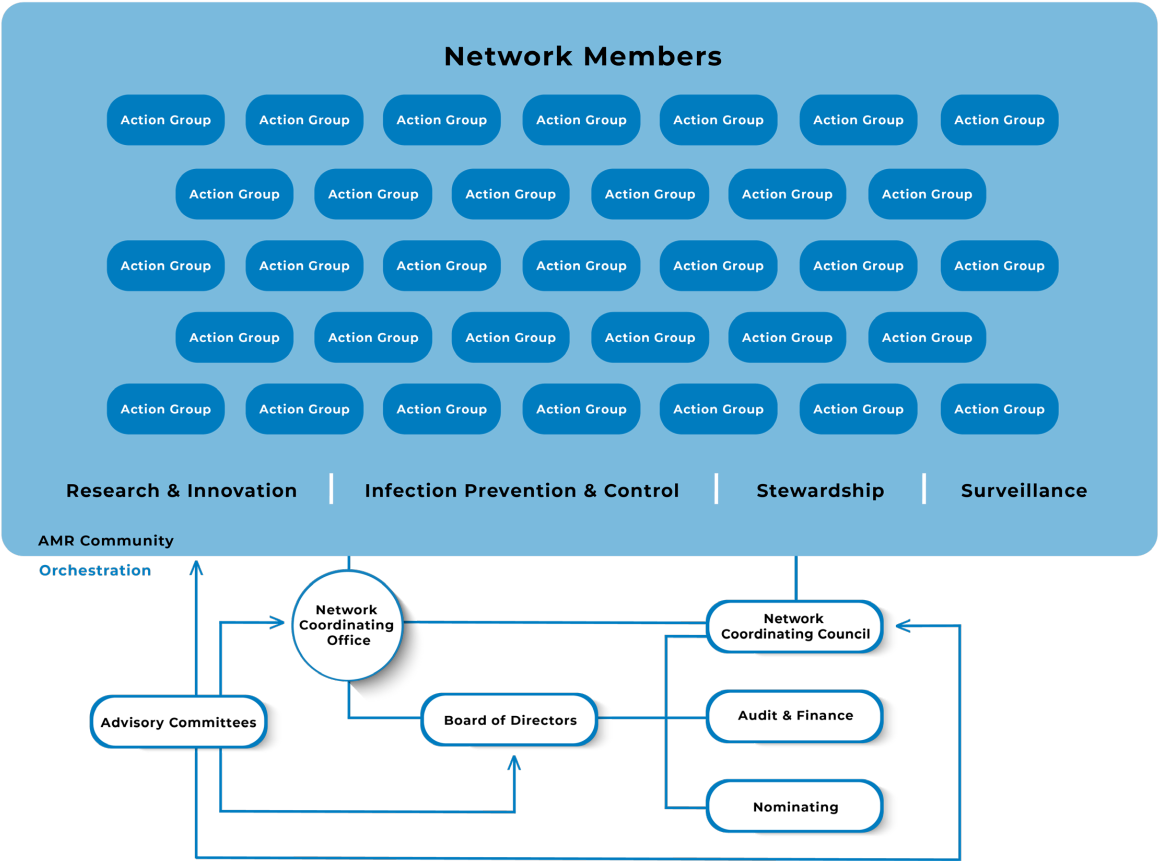 Network Members
Action Group Action Group Action Group Action Group Action Group Action Group Action Group
Action Group Action Group Action Group Action Group Action Group Action Group
Action Group Action Group Action Group Action Group Action Group Action Group Action Group
Action Group Action Group Action Group Action Group Action Group Action Group
Action Group Action Group Action Group Action Group Action Group Action Group Action Group
Research & Innovation Infection Prevention & Control Stewardship Surveillance
AMR Community
Orchestration
Network
Coordinating
Office
Network
Coordinating Council
Advisory Committees
Board of Directors
Audit & Finance
Nominating